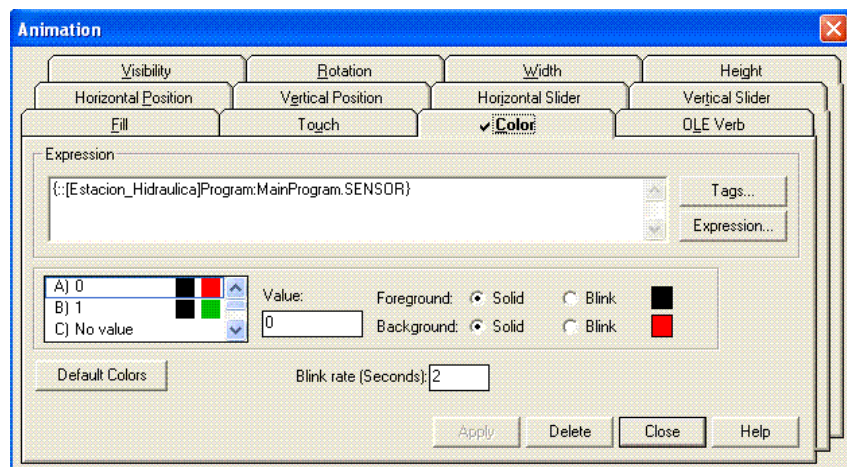 Animation
Visibility Rotation Width Height
Horizontal Position Vertical Position Horizontal Slider Vertical Slider
Fill Touch Color OLE Verb
Expression
{::[Estacion_Hidraulica]Program:MainProgram.SENSOR}
Tags...
Expression...
A) 0
B) 1
C) No value
Value:
0
Foreground: Solid Blink
Background: Solid Blink
Default Colors
Blink rate (Seconds): 2
Apply Delete Close Help